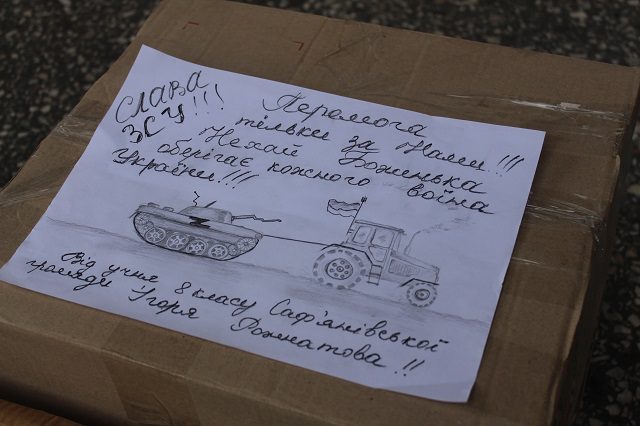 Слава
ЗСУ!!!
Перемога
тільки за Нами!!!
Нехай Боженька
оберігає кожного воїна
України!!!!
Від учня 8 класу Саф'янівської
громади Ігоря